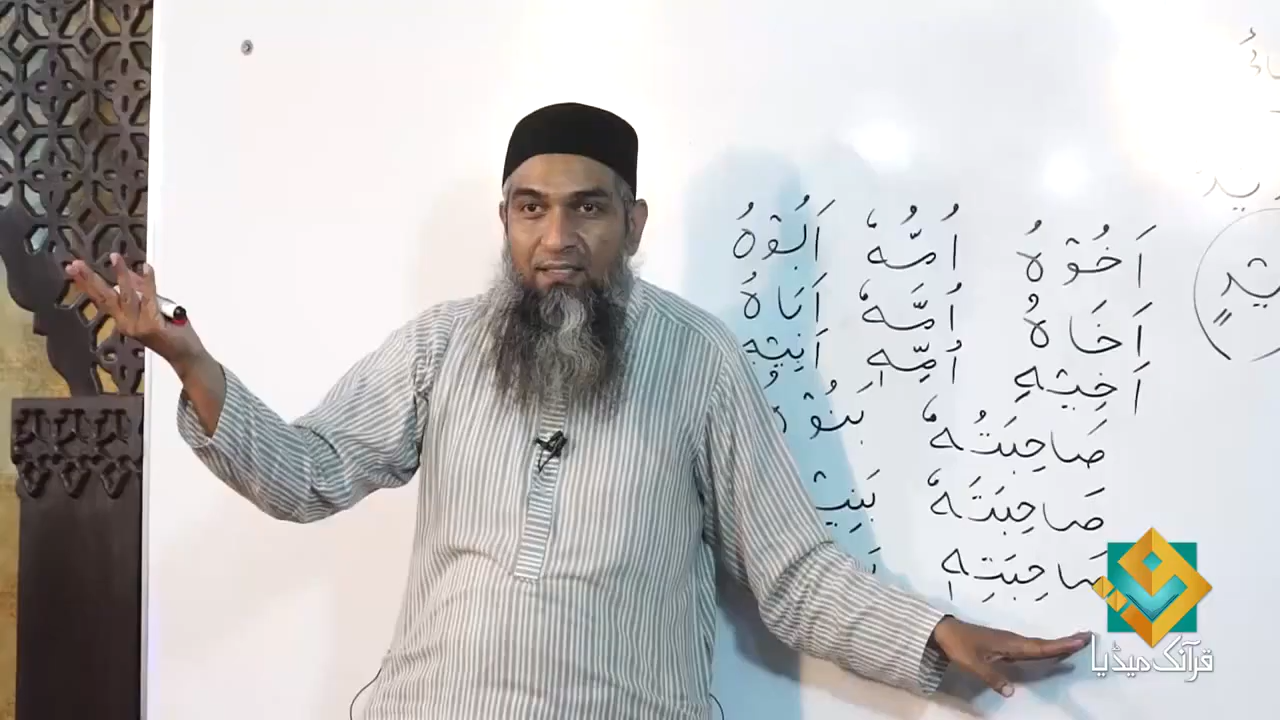 اَخُوْهُ اُمُّهٗ اَبُوْهُ
اَخَاهُ اُمَّهٗ اَبَاهُ
اَخِيْهِ اُمِّهٖ اَبِيْهِ
صَاحِبَتُهٗ بَنُوْهُ
صَاحِبَتَهٗ
صَاحِبَتِهٖ
قرآنک میڈیا